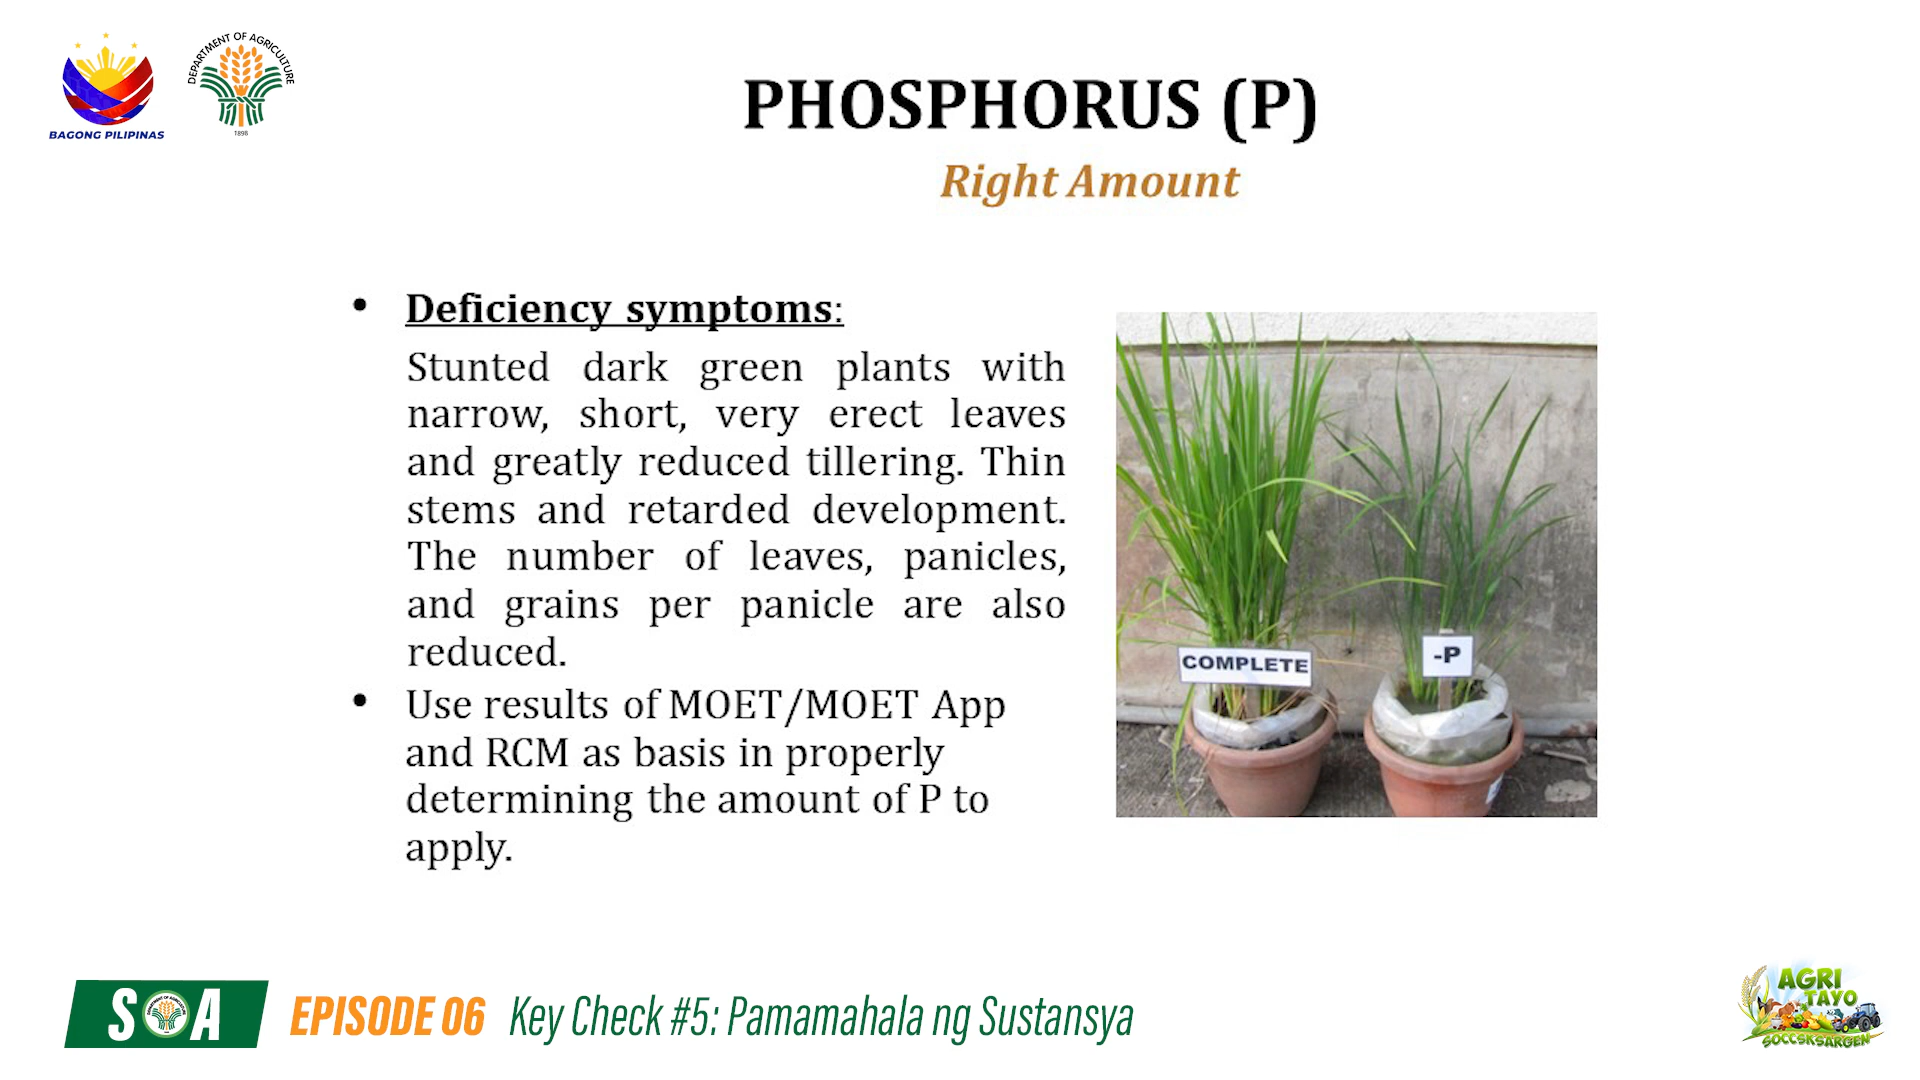 BAGONG PILIPINAS
DEPARTMENT OF AGRICULTURE
1898
PHOSPHORUS (P)
Right Amount
• Deficiency symptoms:
Stunted dark green plants with
narrow, short, very erect leaves
and greatly reduced tillering. Thin
stems and retarded development.
The number of leaves, panicles,
and grains per panicle are also
reduced.
• Use results of MOET/MOET App
and RCM as basis in properly
determining the amount of P to
apply.
COMPLETE
-P
S A
EPISODE 06 Key Check #5: Pamamahala ng Sustansya
AGRI
TAYO
SOCCSKSARGEN